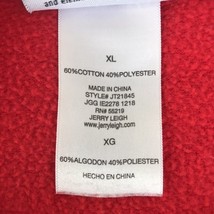 XL
60%COTTON 40%POLYESTER
MADE IN CHINA
STYLE# JT21845
JGG IE2278 1218
RN# 55219
JERRY LEIGH
www.jerryleigh.com
XG
60%ALGODON 40%POLIESTER
HECHO EN CHINA